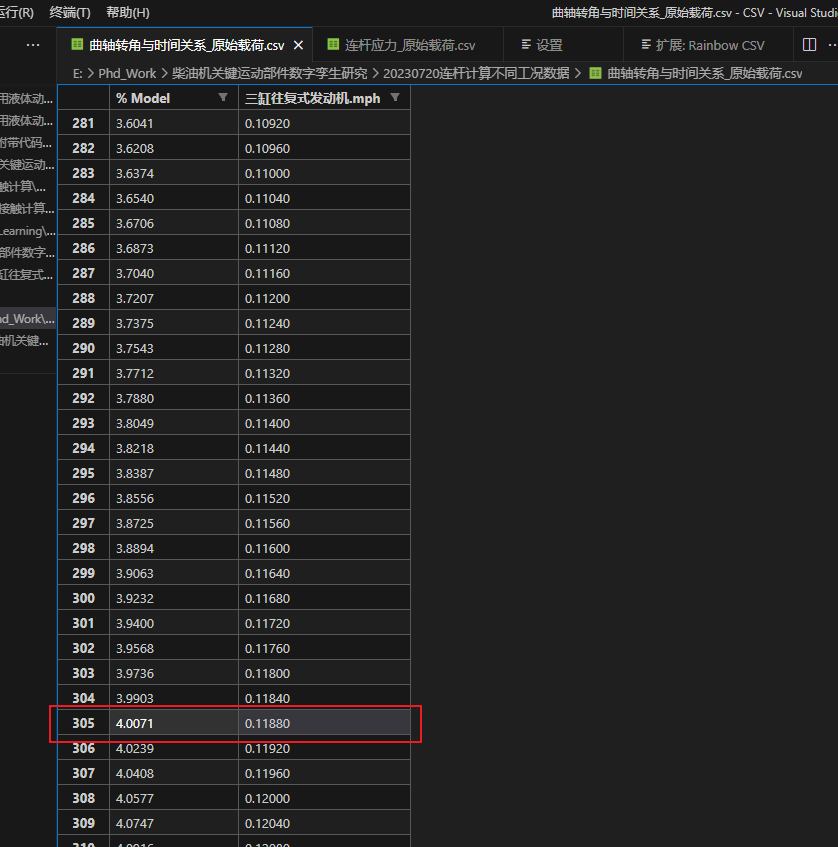 运行(R) 终端(T) 帮助(H) 曲轴转角与时间关系_原始载荷.csv - CSV - Visual Studi
··· 曲轴转角与时间关系_原始载荷.csv × 连杆应力_原始载荷.csv 设置 扩展: Rainbow CSV
E: > Phd_Work > 柴油机关键运动部件数字孪生研究 > 20230720连杆计算不同工况数据 > 曲轴转角与时间关系_原始载荷.csv
用液体动...
用液体动...
附带代码...
关键运动...
触计算\...
接触计算...
Learning\...
部件数字...
缸往复式...
hd_Work\...
油机关键...
% Model 三缸往复式发动机.mph
281 3.6041 0.10920
282 3.6208 0.10960
283 3.6374 0.11000
284 3.6540 0.11040
285 3.6706 0.11080
286 3.6873 0.11120
287 3.7040 0.11160
288 3.7207 0.11200
289 3.7375 0.11240
290 3.7543 0.11280
291 3.7712 0.11320
292 3.7880 0.11360
293 3.8049 0.11400
294 3.8218 0.11440
295 3.8387 0.11480
296 3.8556 0.11520
297 3.8725 0.11560
298 3.8894 0.11600
299 3.9063 0.11640
300 3.9232 0.11680
301 3.9400 0.11720
302 3.9568 0.11760
303 3.9736 0.11800
304 3.9903 0.11840
305 4.0071 0.11880
306 4.0239 0.11920
307 4.0408 0.11960
308 4.0577 0.12000
309 4.0747 0.12040